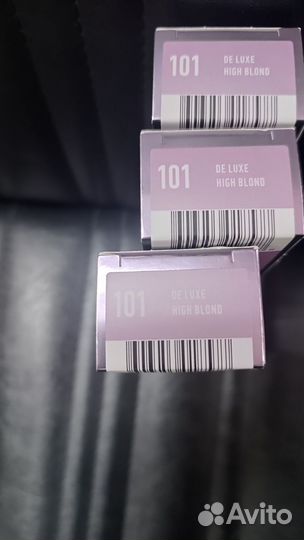 101 DE LUXE
HIGH BLOND
101 DE LUXE
HIGH BLOND
101 DE LUXE
HIGH BLOND
Avito